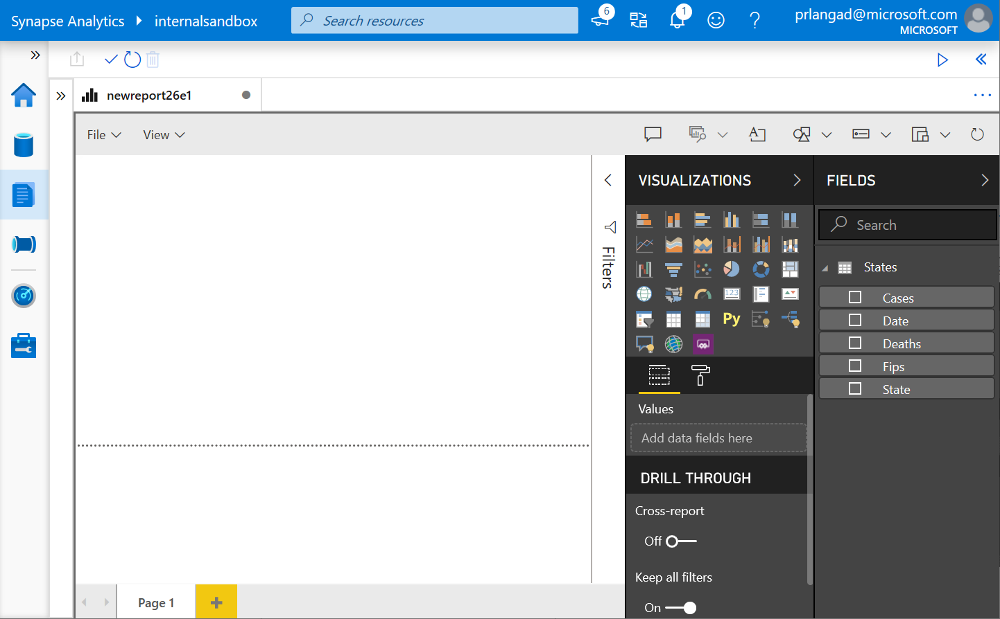 Synapse Analytics internalsandbox
Search resources
6
1
prlangad@microsoft.com
MICROSOFT
newreport26e1
File
View
Filters
VISUALIZATIONS
123
Py
Values
Add data fields here
DRILL THROUGH
Cross-report
Off
Keep all filters
On
FIELDS
Search
States
Cases
Date
Deaths
Fips
State
Page 1